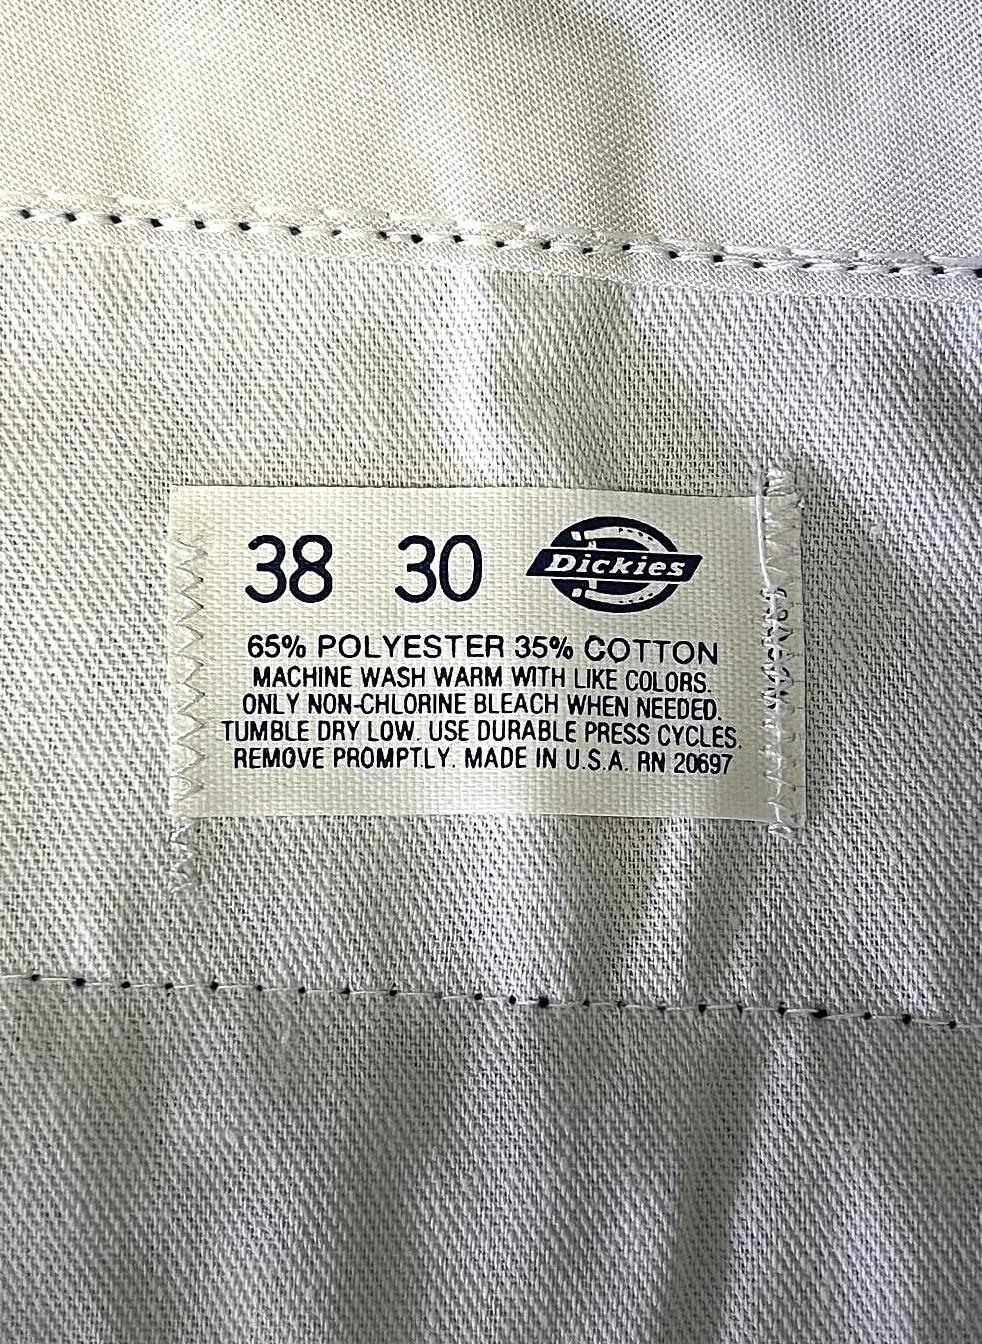 38 30 Dickies
65% POLYESTER 35% COTTON
MACHINE WASH WARM WITH LIKE COLORS.
ONLY NON-CHLORINE BLEACH WHEN NEEDED.
TUMBLE DRY LOW. USE DURABLE PRESS CYCLES.
REMOVE PROMPTLY. MADE IN U.S.A. RN 20697